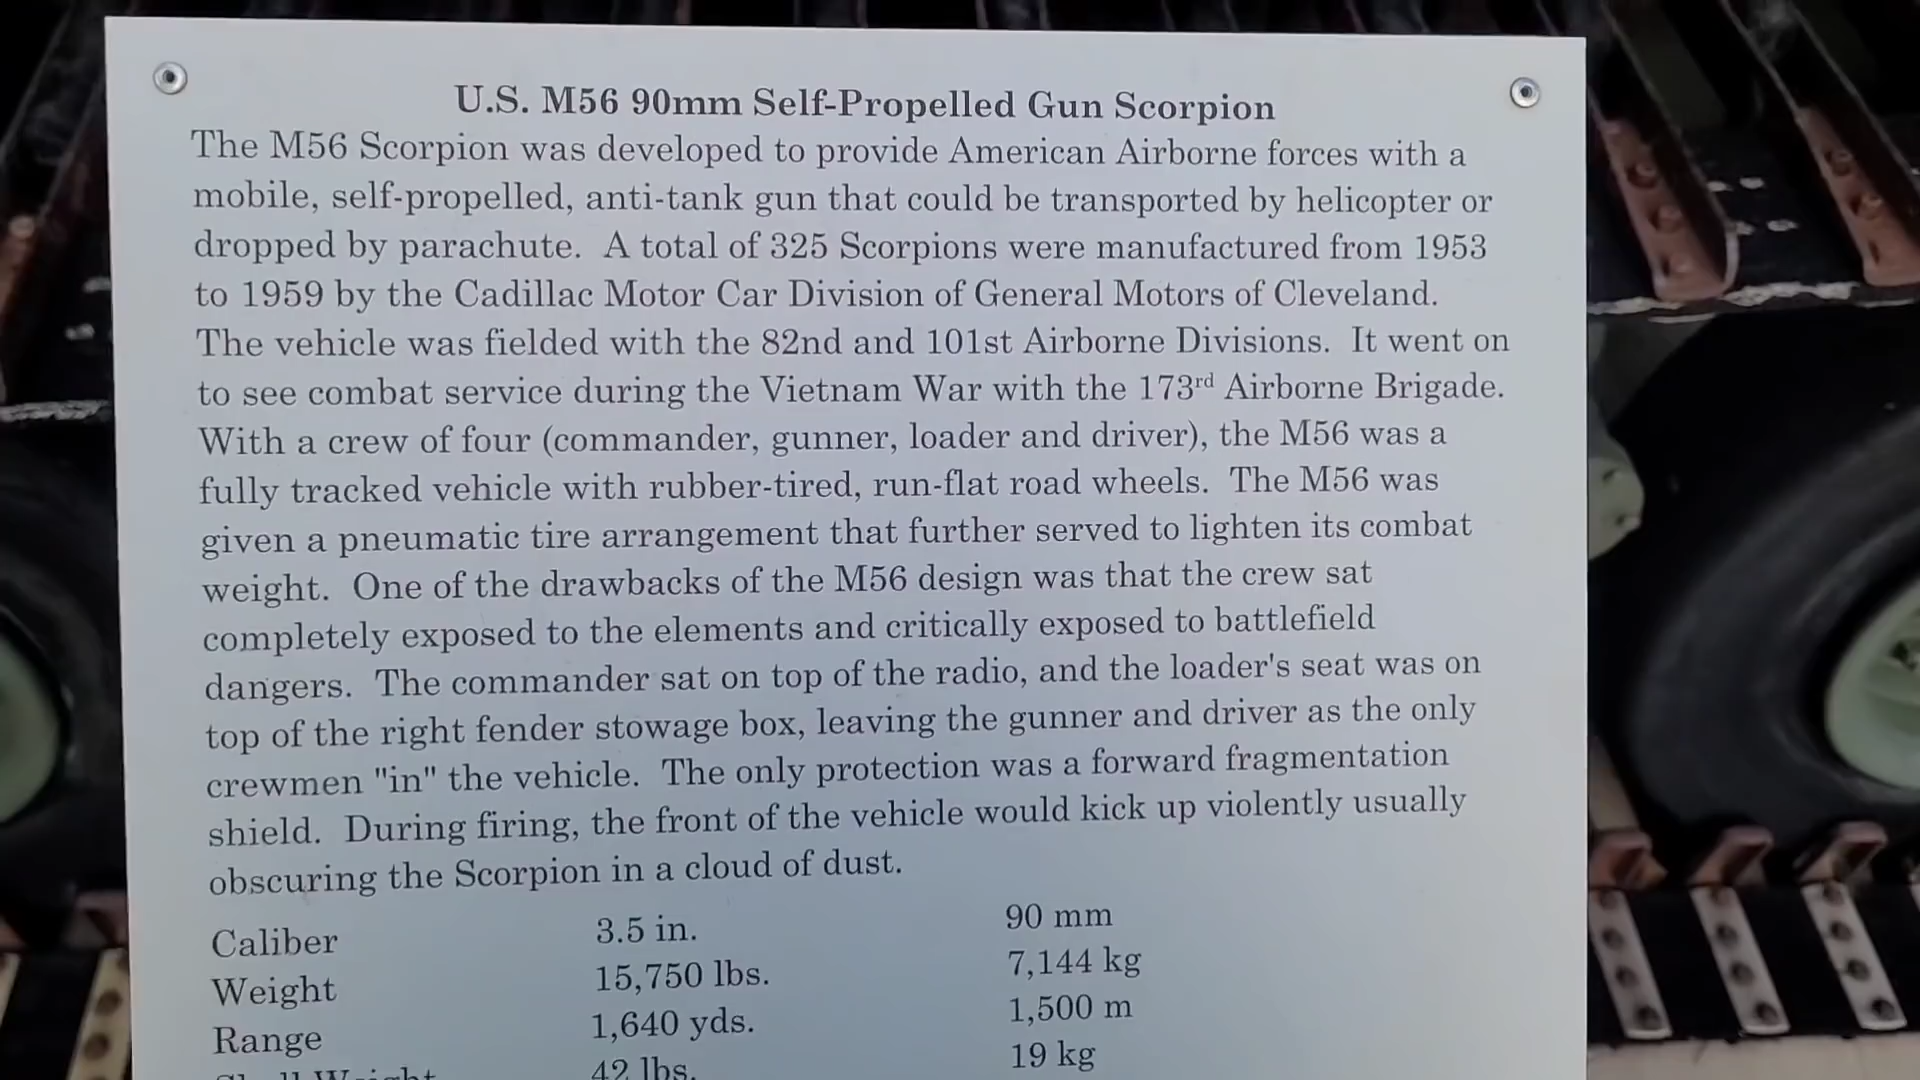 U.S. M56 90mm Self-Propelled Gun Scorpion
The M56 Scorpion was developed to provide American Airborne forces with a
mobile, self-propelled, anti-tank gun that could be transported by helicopter or
dropped by parachute.  A total of 325 Scorpions were manufactured from 1953
to 1959 by the Cadillac Motor Car Division of General Motors of Cleveland.
The vehicle was fielded with the 82nd and 101st Airborne Divisions.  It went on
to see combat service during the Vietnam War with the 173rd Airborne Brigade.
With a crew of four (commander, gunner, loader and driver), the M56 was a
fully tracked vehicle with rubber-tired, run-flat road wheels.  The M56 was
given a pneumatic tire arrangement that further served to lighten its combat
weight.  One of the drawbacks of the M56 design was that the crew sat
completely exposed to the elements and critically exposed to battlefield
dangers.  The commander sat on top of the radio, and the loader's seat was on
top of the right fender stowage box, leaving the gunner and driver as the only
crewmen "in" the vehicle.  The only protection was a forward fragmentation
shield.  During firing, the front of the vehicle would kick up violently usually
obscuring the Scorpion in a cloud of dust.
Caliber 3.5 in. 90 mm
Weight 15,750 lbs. 7,144 kg
Range 1,640 yds. 1,500 m
Shell Weight 42 lbs. 19 kg